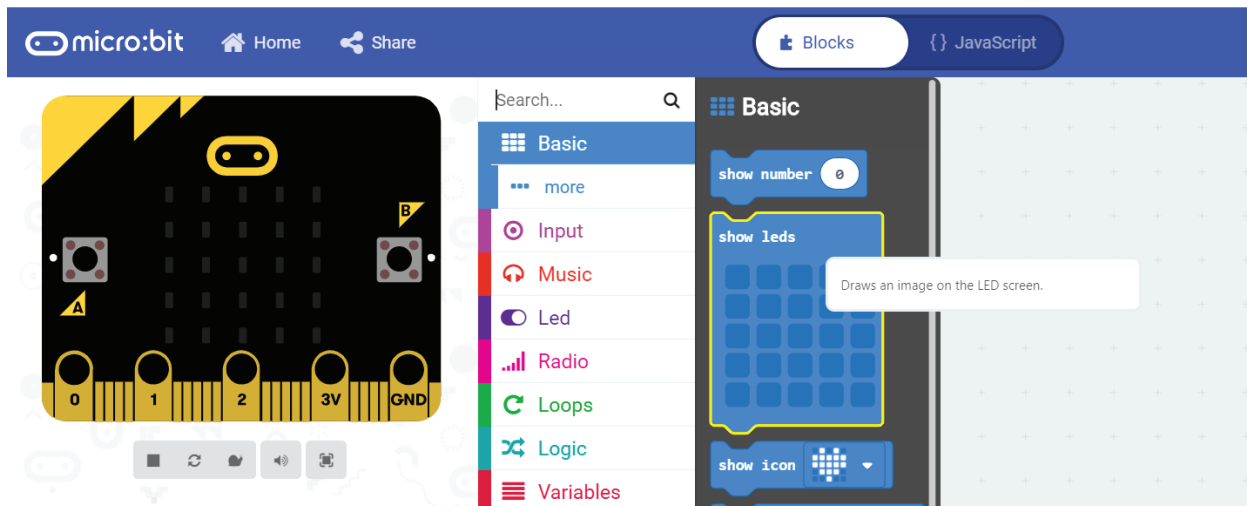 micro:bit Home Share Blocks {} JavaScript
Search...
Basic
more
Input
Music
Led
Radio
Loops
Logic
Variables
Basic
show number 0
show leds
Draws an image on the LED screen.
show icon
B
A
0 1 2 3V GND